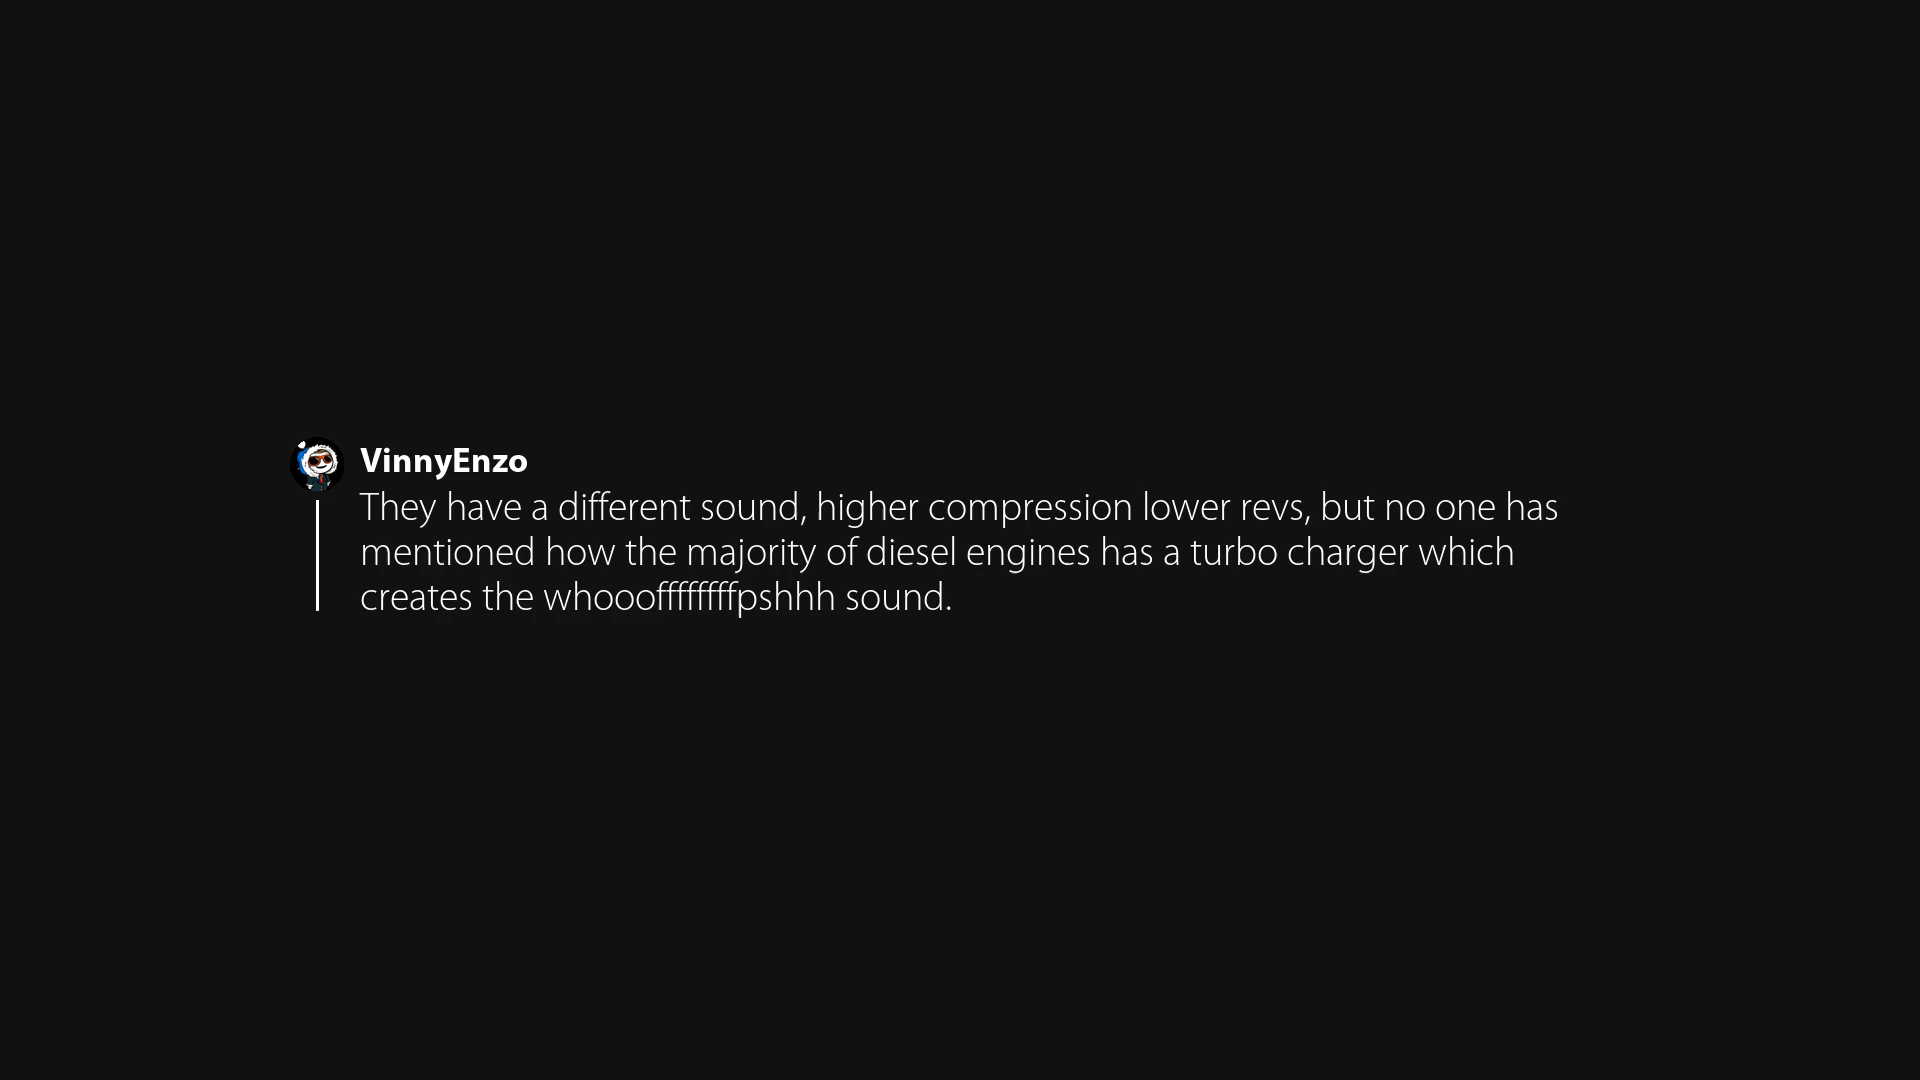 VinnyEnzo
They have a different sound, higher compression lower revs, but no one has
mentioned how the majority of diesel engines has a turbo charger which
creates the whooofffffffffpshhh sound.